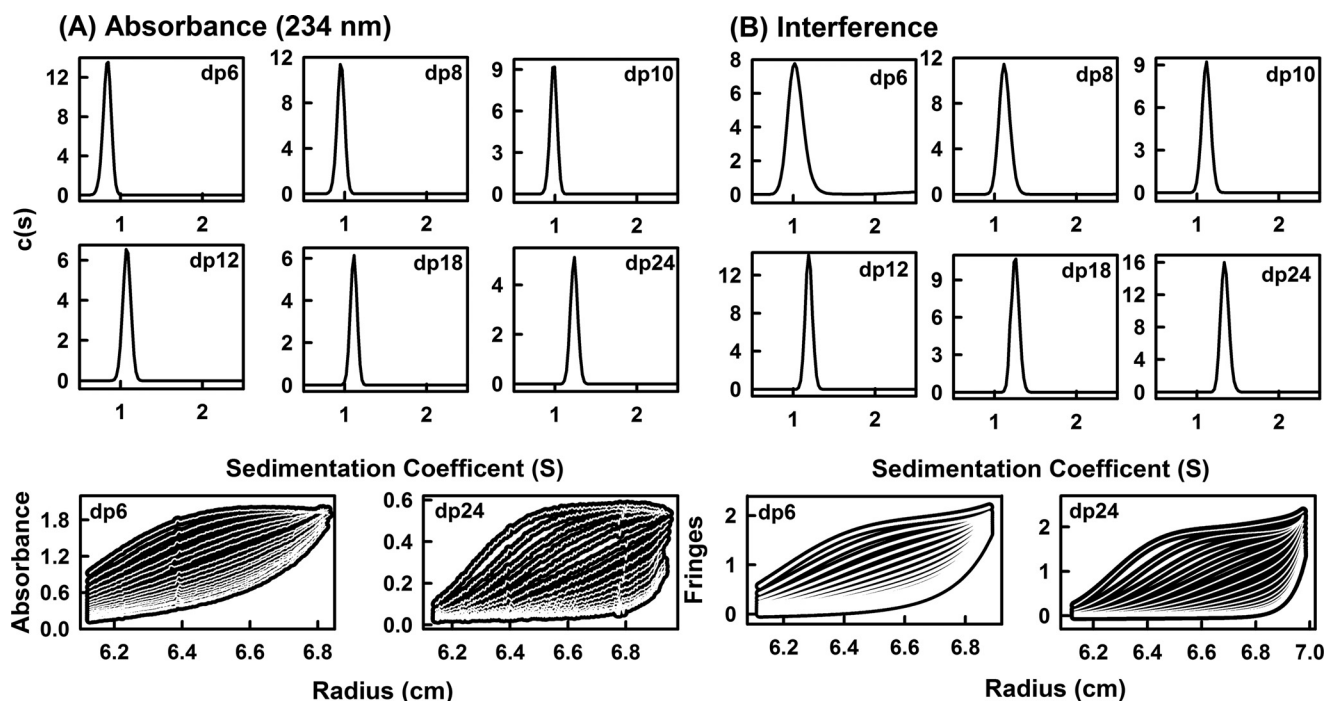 (A) Absorbance (234 nm)
(B) Interference
c(s)
dp6
12
8
4
0
1 2
dp8
12
8
4
0
1 2
dp10
9
6
3
0
1 2
dp12
6
4
2
0
1 2
dp18
6
4
2
0
1 2
dp24
4
2
0
1 2
dp6
8
6
4
2
0
1 2
dp8
12
8
4
0
1 2
dp10
9
6
3
0
1 2
dp12
12
8
4
0
1 2
dp18
9
6
3
0
1 2
dp24
16
12
8
4
0
1 2
Sedimentation Coefficent (S)
Sedimentation Coefficent (S)
Absorbance
dp6
1.8
1.2
0.6
0.0
6.2 6.4 6.6 6.8
dp24
0.6
0.4
0.2
0.0
6.2 6.4 6.6 6.8
Radius (cm)
Fringes
dp6
2
1
0
6.2 6.4 6.6 6.8
dp24
2
1
0
6.2 6.4 6.6 6.8 7.0
Radius (cm)